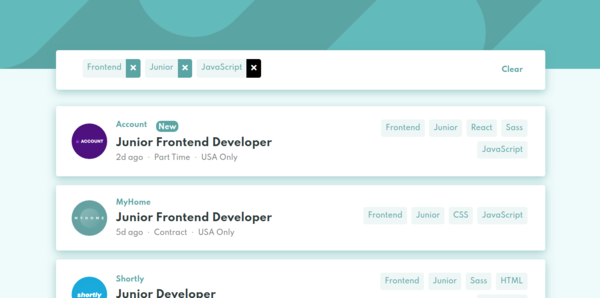 Frontend × Junior × JavaScript × Clear
ACCOUNT
Account New
Junior Frontend Developer
2d ago · Part Time · USA Only
Frontend Junior React Sass
JavaScript
MYHOME
MyHome
Junior Frontend Developer
5d ago · Contract · USA Only
Frontend Junior CSS JavaScript
shortly
Shortly
Junior Developer
Frontend Junior Sass HTML